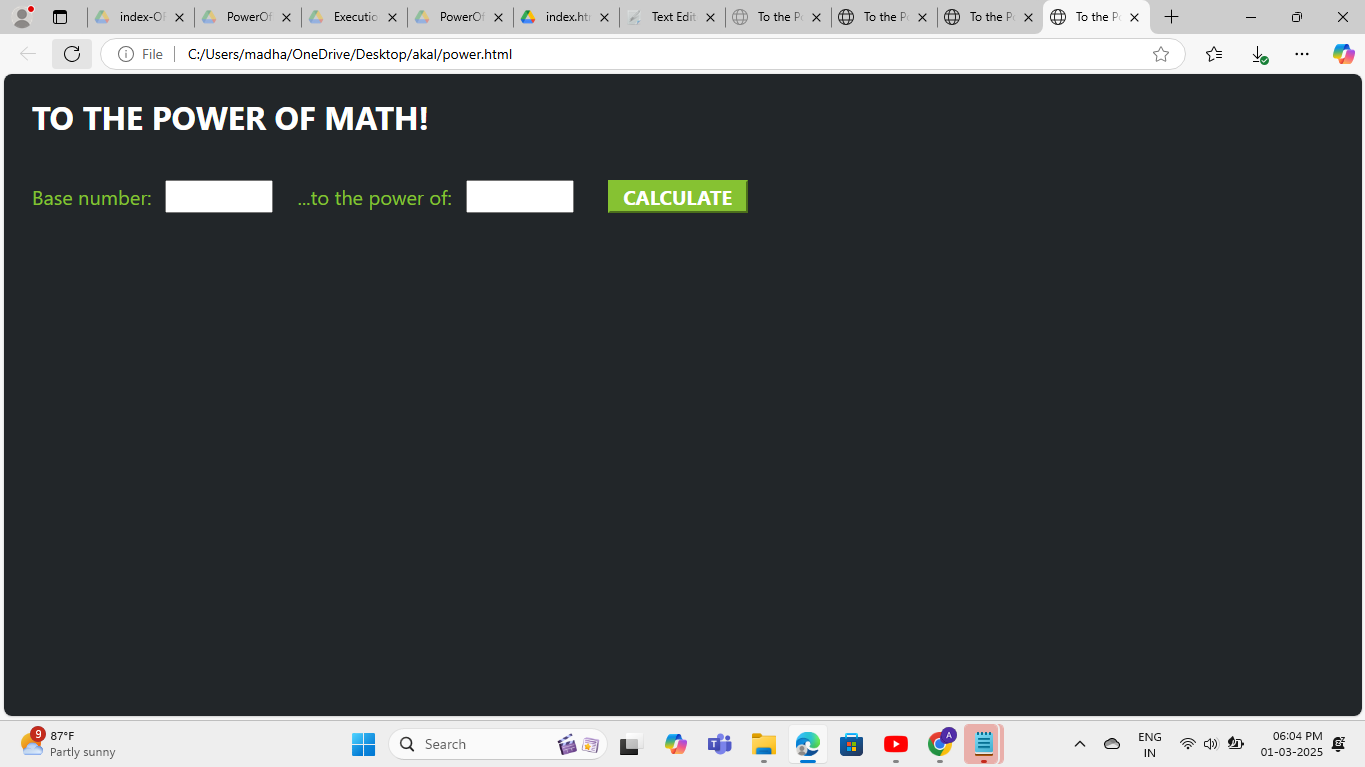 index-Of
PowerOf
Executio
PowerOf
index.ht
Text Edit
To the Po
To the Po
To the Po
To the Po
File
C:/Users/madha/OneDrive/Desktop/akal/power.html
TO THE POWER OF MATH!
Base number:
...to the power of:
CALCULATE
9
87°F
Partly sunny
Search
A
ENG
IN
06:04 PM
01-03-2025